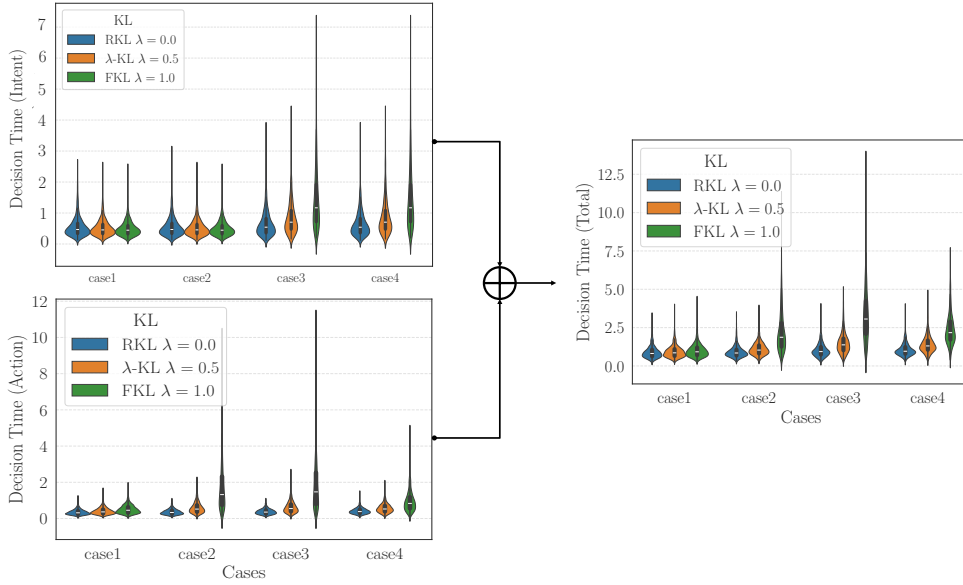 Decision Time (Intent)
7
6
5
4
3
2
1
0
KL
RKL λ = 0.0
λ-KL λ = 0.5
FKL λ = 1.0
case1 case2 case3 case4
Decision Time (Action)
12
10
8
6
4
2
0
KL
RKL λ = 0.0
λ-KL λ = 0.5
FKL λ = 1.0
case1 case2 case3 case4
Cases
Decision Time (Total)
12.5
10.0
7.5
5.0
2.5
0.0
KL
RKL λ = 0.0
λ-KL λ = 0.5
FKL λ = 1.0
case1 case2 case3 case4
Cases